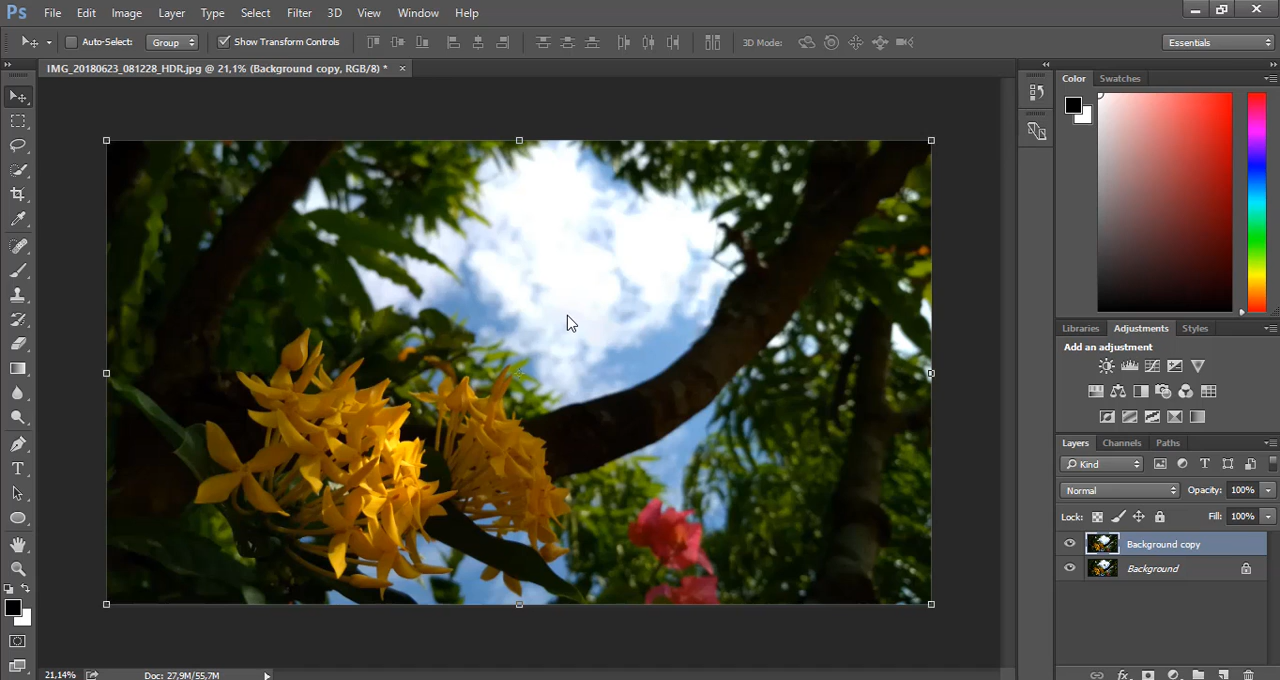 Ps File Edit Image Layer Type Select Filter 3D View Window Help
Auto-Select: Group Show Transform Controls 3D Mode: Essentials
IMG_20180623_081228_HDR.jpg @ 21,1% (Background copy, RGB/8) * ×
Color Swatches
Libraries Adjustments Styles
Add an adjustment
Layers Channels Paths
Kind
Normal Opacity: 100%
Lock: Fill: 100%
Background copy
Background
21,14% Doc: 27,9M/55,7M